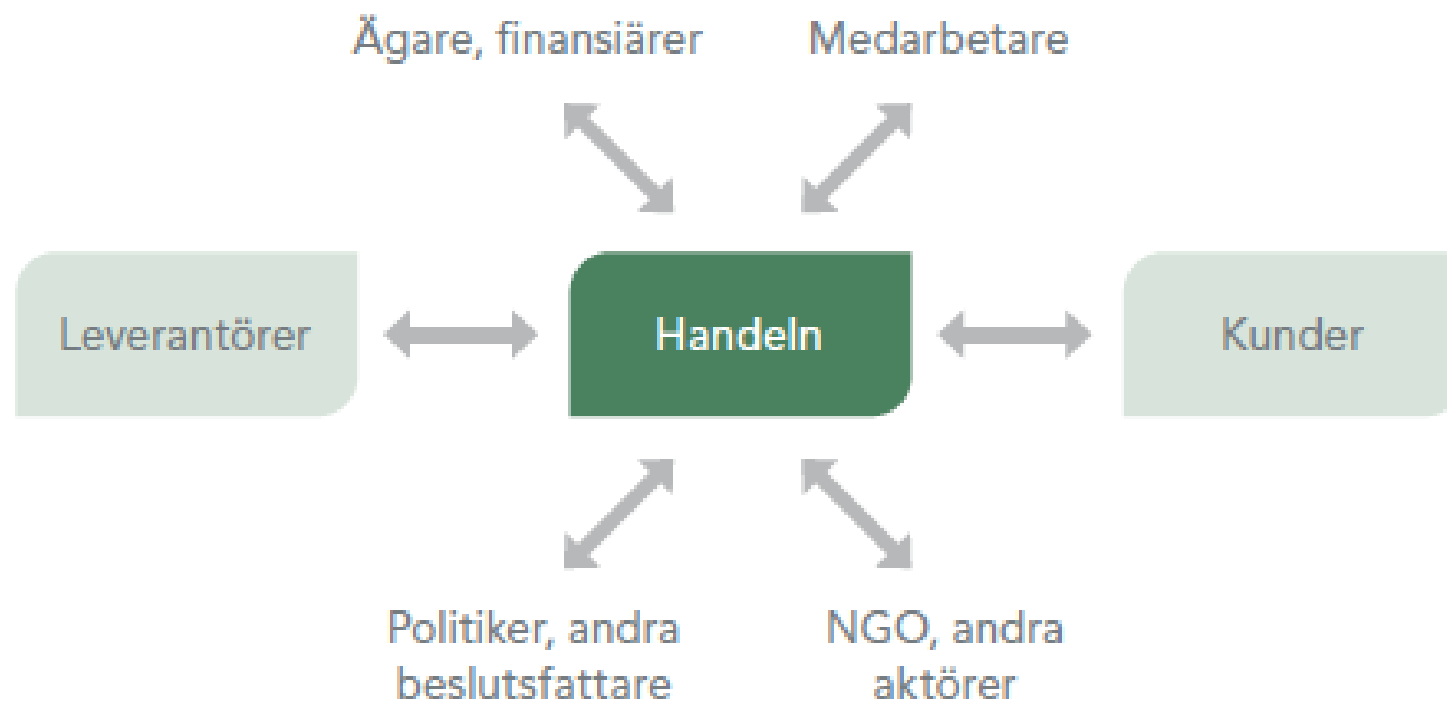 Ägare, finansiärer
Medarbetare
Leverantörer
Handeln
Kunder
Politiker, andra
beslutsfattare
NGO, andra
aktörer